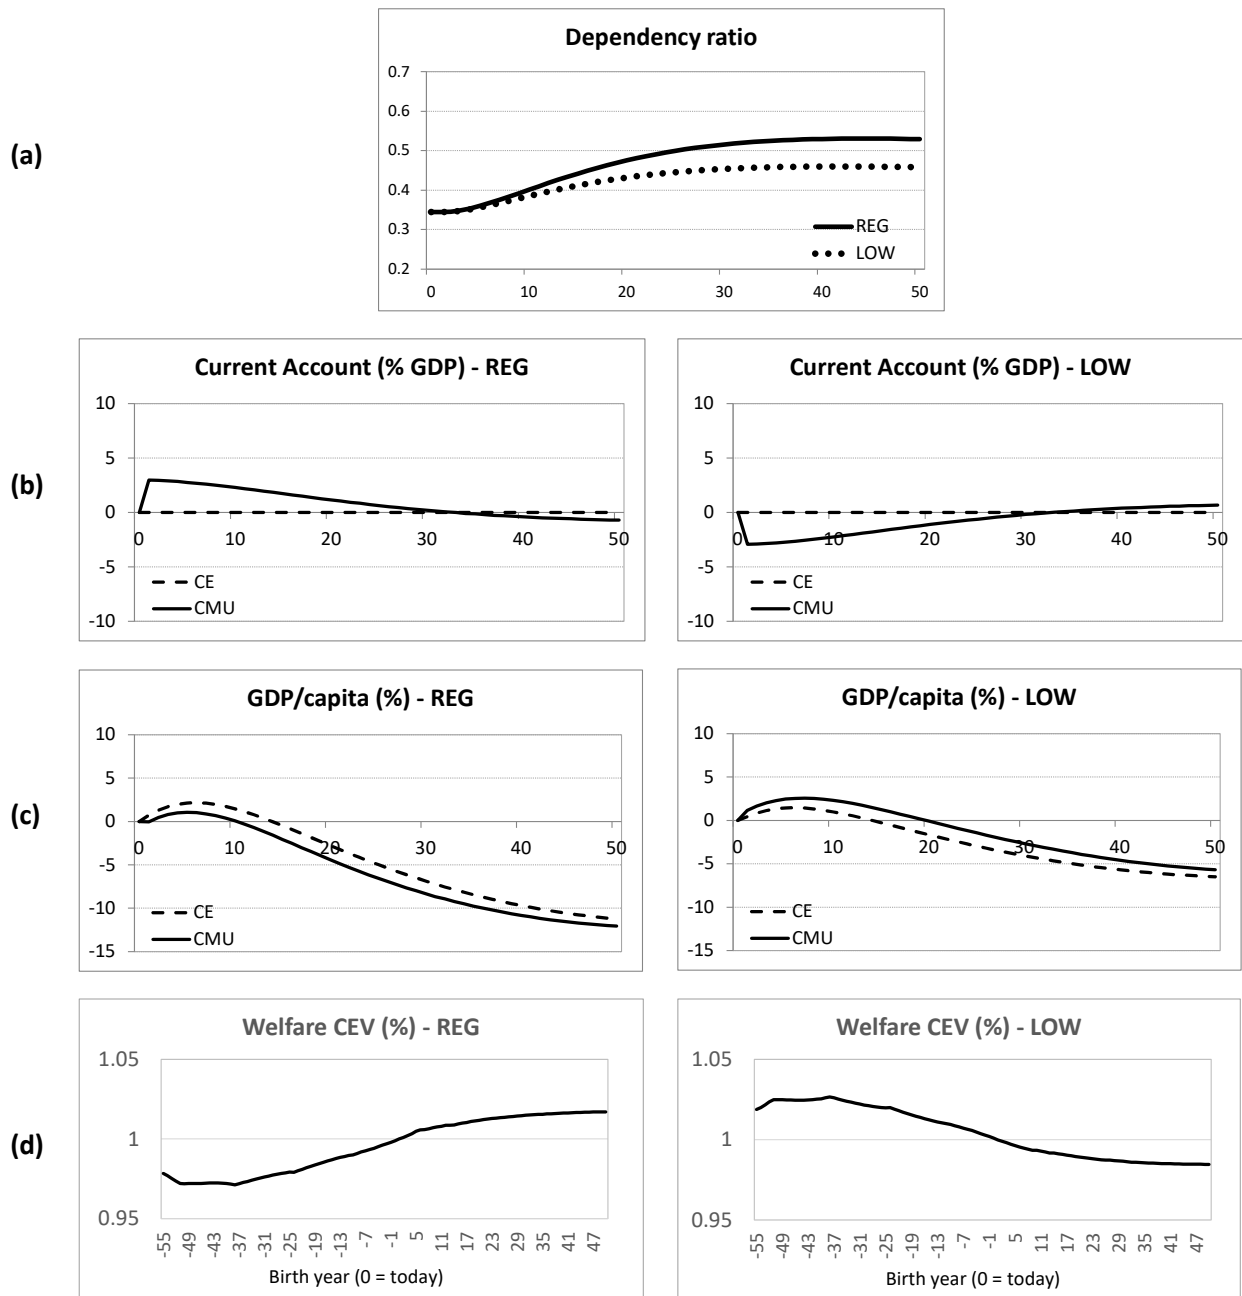 (a)
Dependency ratio
0.7
0.6
0.5
0.4
0.3
0.2
REG
LOW
0 10 20 30 40 50
(b)
Current Account (% GDP) - REG
10
5
0
-5
-10
0 10 20 30 40 50
CE
CMU
Current Account (% GDP) - LOW
10
5
0
-5
-10
0 10 20 30 40 50
CE
CMU
(c)
GDP/capita (%) - REG
10
5
0
-5
-10
-15
0 10 20 30 40 50
CE
CMU
GDP/capita (%) - LOW
10
5
0
-5
-10
-15
0 10 20 30 40 50
CE
CMU
(d)
Welfare CEV (%) - REG
1.05
1
0.95
-55 -49 -43 -37 -31 -25 -19 -13 -7 -1 5 11 17 23 29 35 41 47
Birth year (0 = today)
Welfare CEV (%) - LOW
1.05
1
0.95
-55 -49 -43 -37 -31 -25 -19 -13 -7 -1 5 11 17 23 29 35 41 47
Birth year (0 = today)